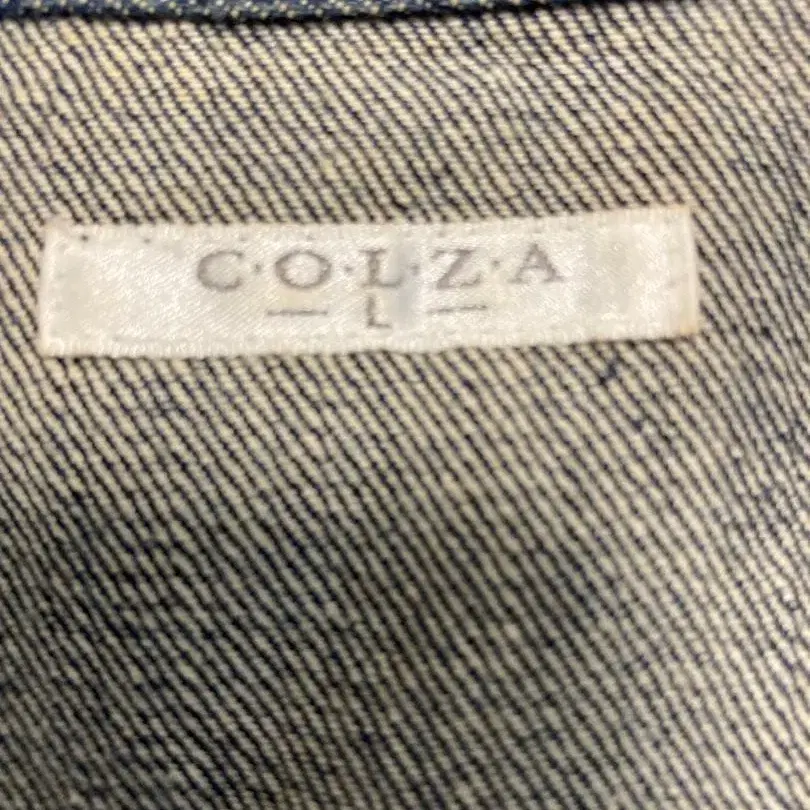 C·O·L·Z·A
— L —